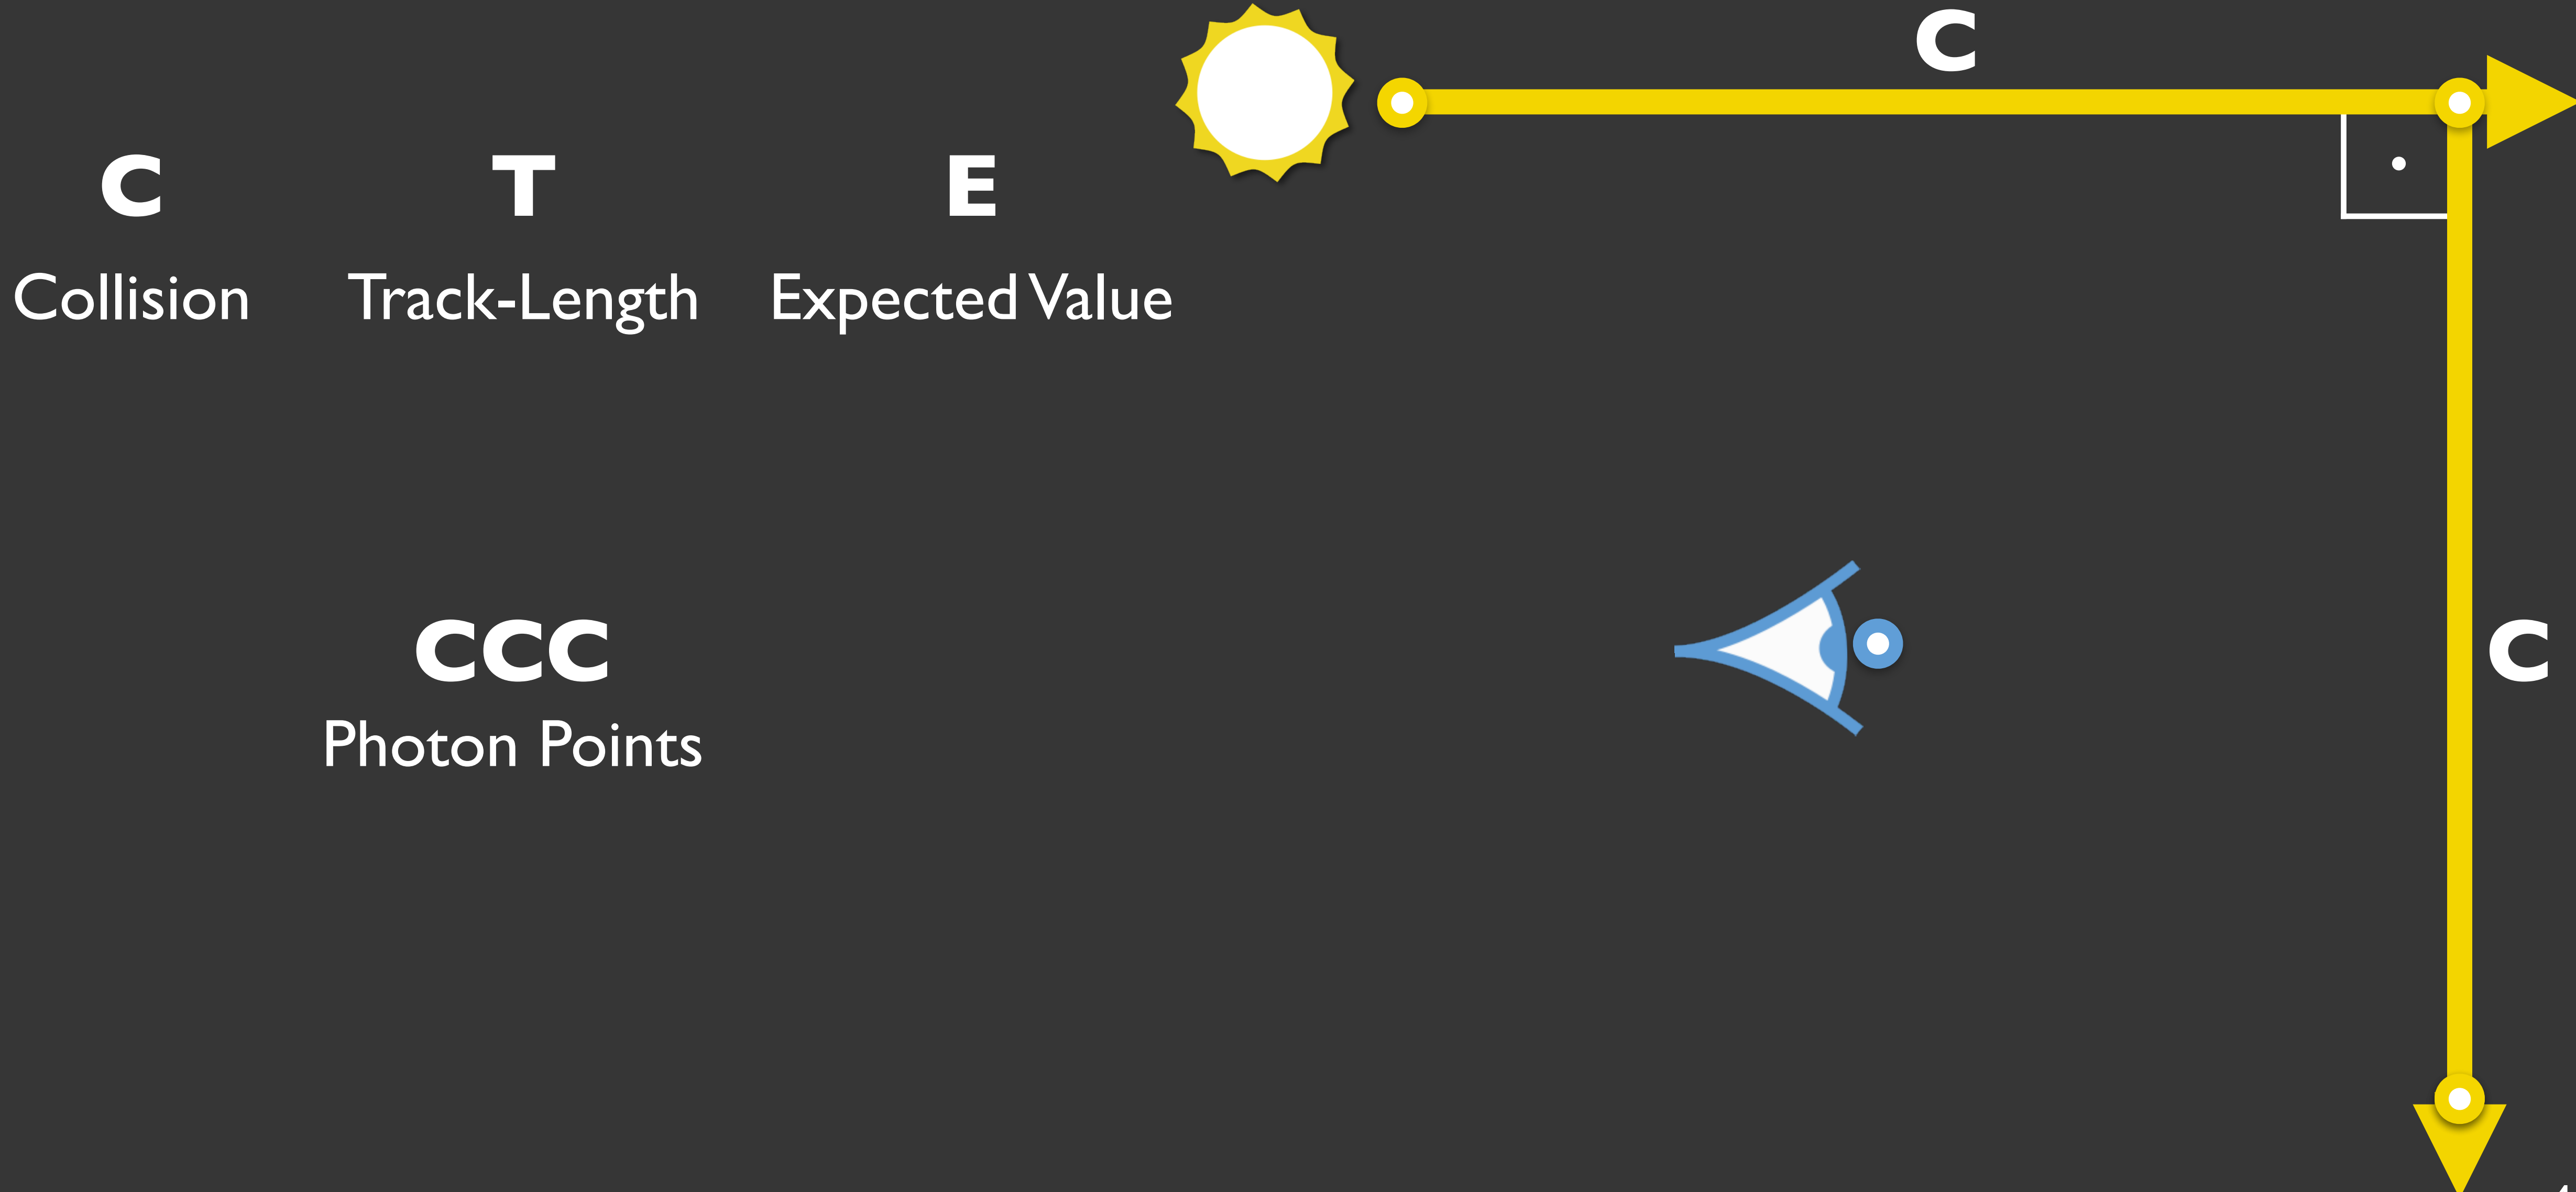 C
C T E
Collision Track-Length Expected Value
CCC C
Photon Points